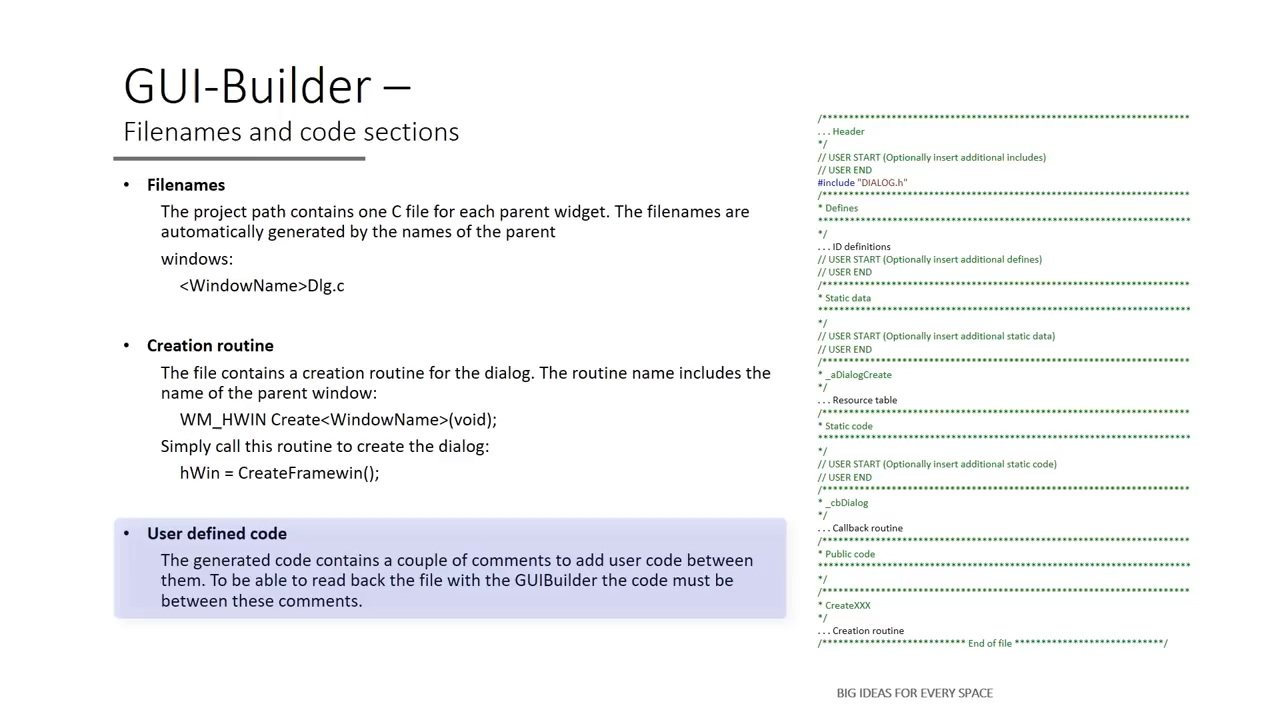 GUI-Builder –
Filenames and code sections
• Filenames
The project path contains one C file for each parent widget. The filenames are
automatically generated by the names of the parent
windows:
<WindowName>Dlg.c
• Creation routine
The file contains a creation routine for the dialog. The routine name includes the
name of the parent window:
WM_HWIN Create<WindowName>(void);
Simply call this routine to create the dialog:
hWin = CreateFramewin();
• User defined code
The generated code contains a couple of comments to add user code between
them. To be able to read back the file with the GUIBuilder the code must be
between these comments.
/*********************************************************************
. . . Header
*/
// USER START (Optionally insert additional includes)
// USER END
#include "DIALOG.h"
/*********************************************************************
* Defines
**********************************************************************
*/
. . . ID definitions
// USER START (Optionally insert additional defines)
// USER END
/*********************************************************************
* Static data
**********************************************************************
*/
// USER START (Optionally insert additional static data)
// USER END
/*********************************************************************
* _aDialogCreate
*/
. . . Resource table
/*********************************************************************
* Static code
**********************************************************************
*/
// USER START (Optionally insert additional static code)
// USER END
/*********************************************************************
* _cbDialog
*/
. . . Callback routine
/*********************************************************************
* Public code
**********************************************************************
*/
/*********************************************************************
* CreateXXX
*/
. . . Creation routine
/*************************** End of file ****************************/
BIG IDEAS FOR EVERY SPACE